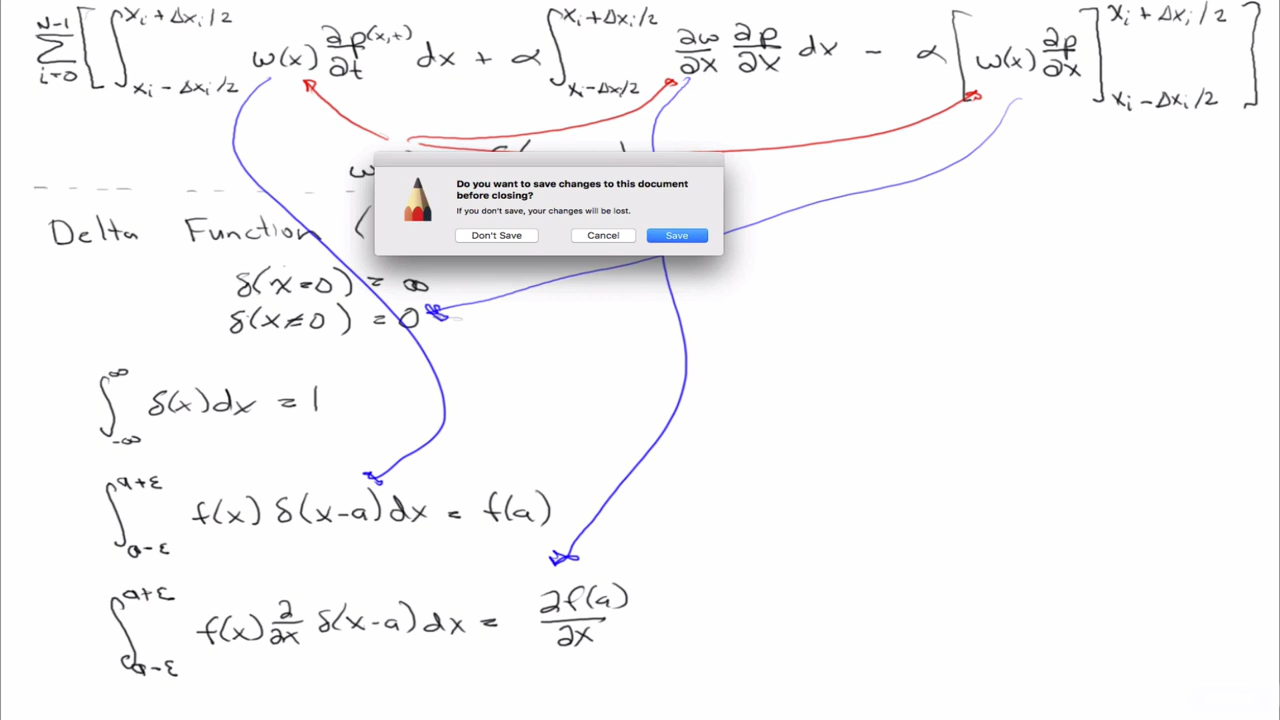 ∑_{i=0}^{N-1} [ ∫_{x_i - Δx_i/2}^{x_i + Δx_i/2} ω(x) ∂p(x,t)/∂t dx + α ∫_{x_i - Δx/2}^{x_i + Δx_i/2} ∂ω/∂x ∂p/∂x dx - α [ ω(x) ∂p/∂x ]_{x_i - Δx_i/2}^{x_i + Δx_i/2} ]
ω
Do you want to save changes to this document
before closing?
If you don't save, your changes will be lost.
Don't Save Cancel Save
Delta Function (
δ(x=0) = ∞
δ(x≠0) = 0
∫_{-∞}^{∞} δ(x)dx = 1
∫_{a-ε}^{a+ε} f(x) δ(x-a)dx = f(a)
∫_{a-ε}^{a+ε} f(x) ∂/∂x δ(x-a)dx = ∂f(a)/∂x